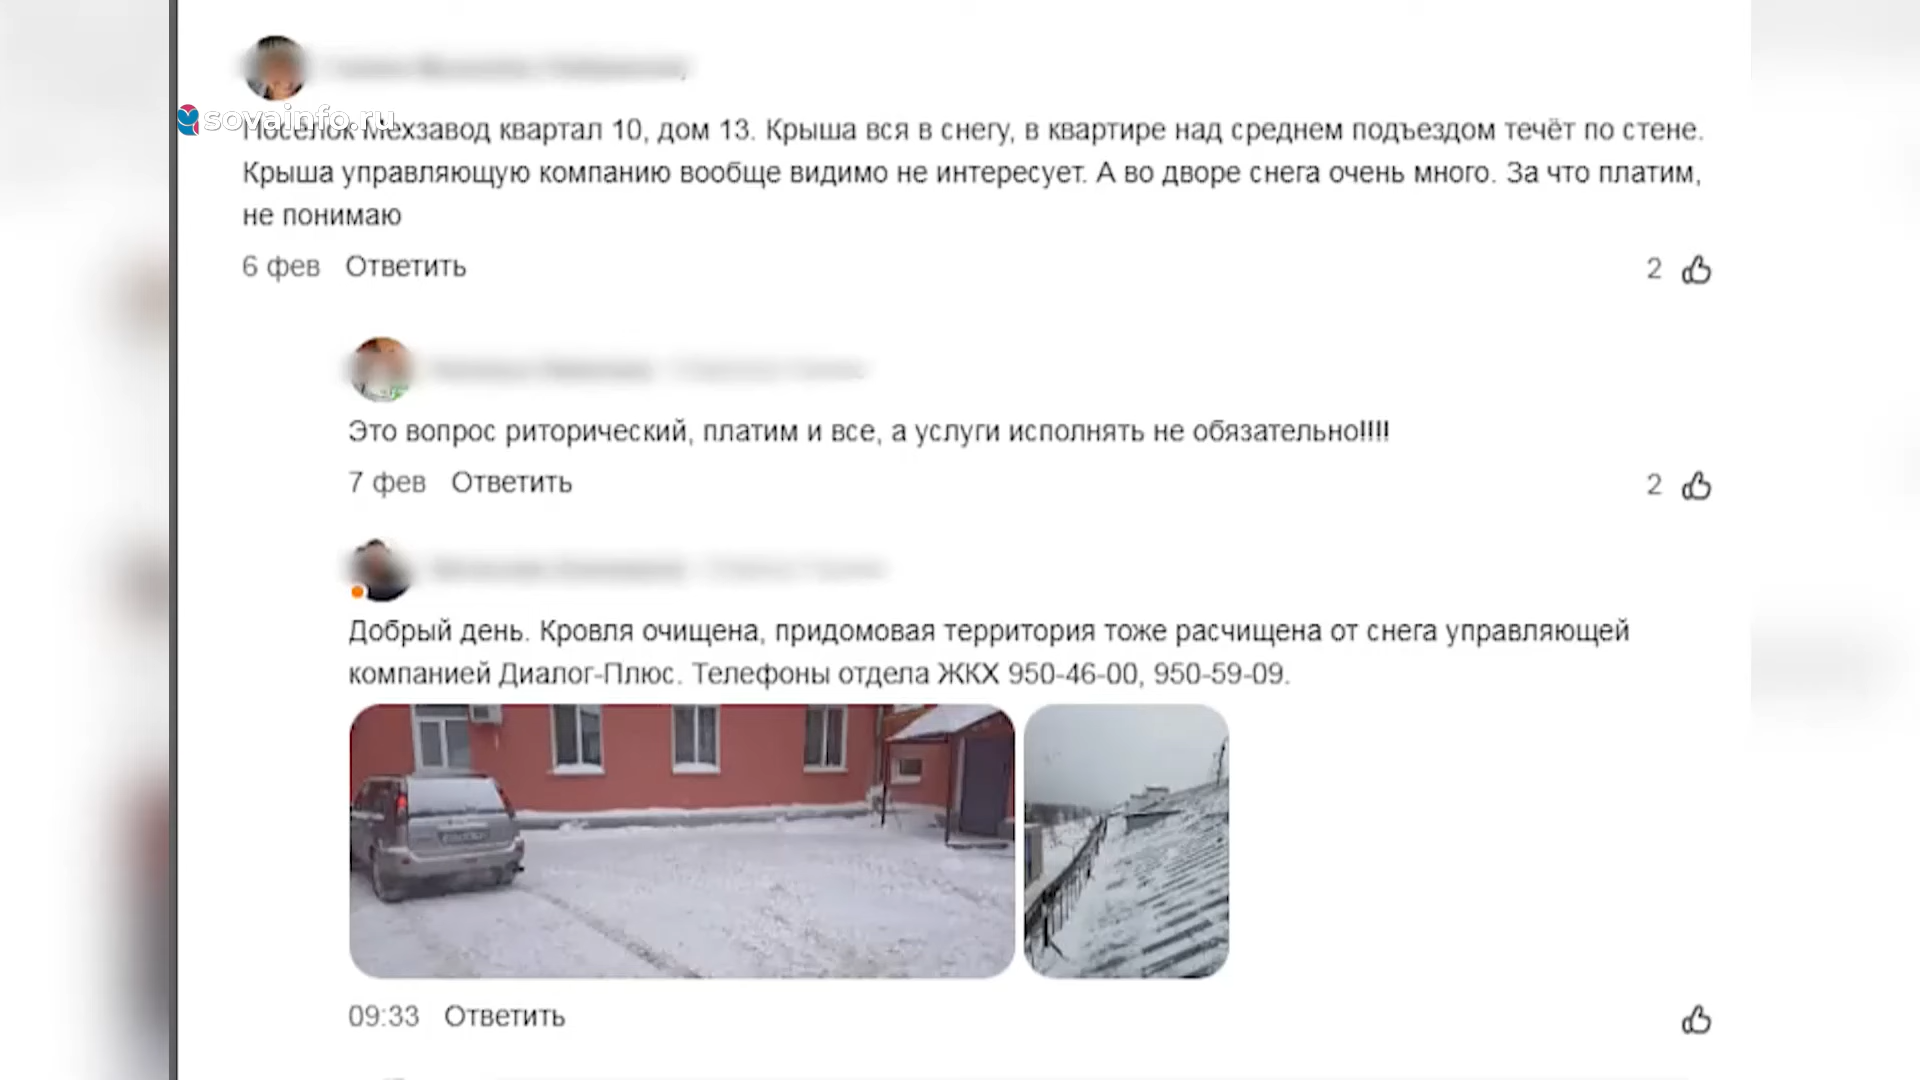 sovainfo.ru
Поселок Мехзавод квартал 10, дом 13. Крыша вся в снегу, в квартире над среднем подъездом течёт по стене.
Крыша управляющую компанию вообще видимо не интересует. А во дворе снега очень много. За что платим,
не понимаю
6 фев Ответить
2
Это вопрос риторический, платим и все, а услуги исполнять не обязательно!!!!
7 фев Ответить
2
Добрый день. Кровля очищена, придомовая территория тоже расчищена от снега управляющей
компанией Диалог-Плюс. Телефоны отдела ЖКХ 950-46-00, 950-59-09.
09:33 Ответить